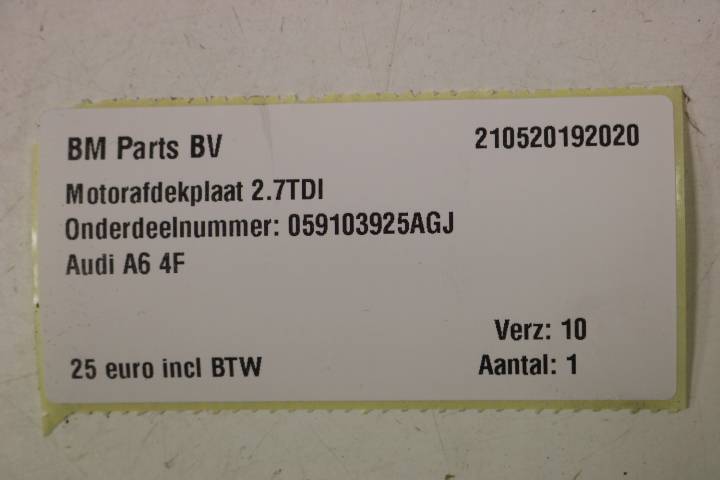 BM Parts BV 210520192020
Motorafdekplaat 2.7TDI
Onderdeelnummer: 059103925AGJ
Audi A6 4F
Verz: 10
25 euro incl BTW Aantal: 1